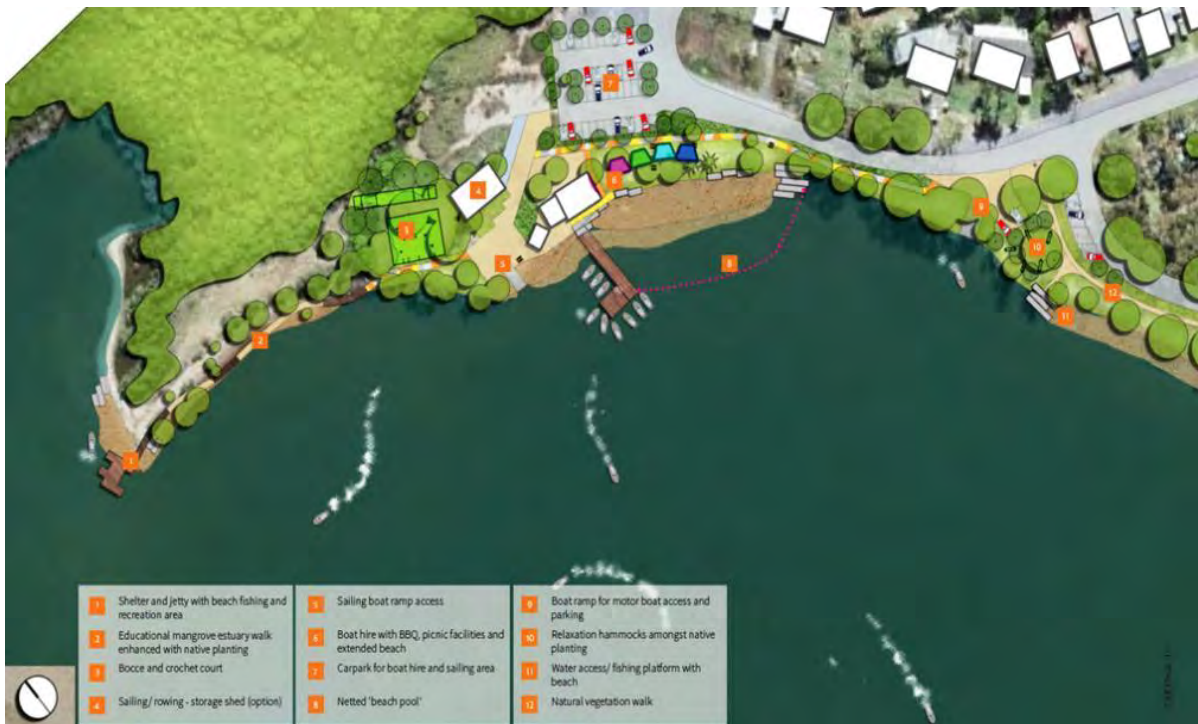 7
4
6
3
5
8
9
10
2
12
11
1
1 Shelter and jetty with beach fishing and
recreation area
2 Educational mangrove estuary walk
enhanced with native planting
3 Bocce and crochet court
4 Sailing/ rowing - storage shed (option)
5 Sailing boat ramp access
6 Boat hire with BBQ, picnic facilities and
extended beach
7 Carpark for boat hire and sailing area
8 Netted 'beach pool'
9 Boat ramp for motor boat access and
parking
10 Relaxation hammocks amongst native
planting
11 Water access/ fishing platform with
beach
12 Natural vegetation walk